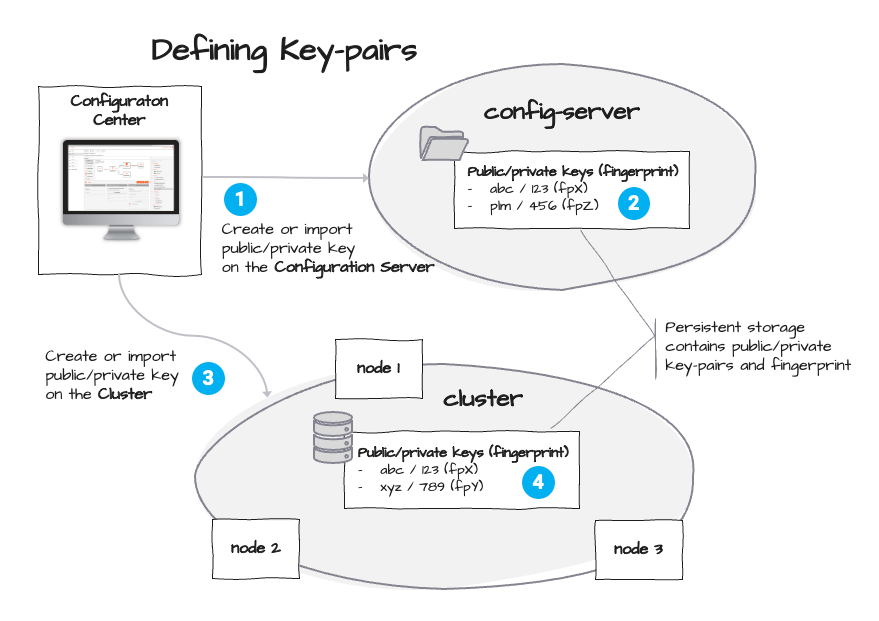 Defining Key-pairs
Configuraton
Center
config-server
Public/private keys (fingerprint)
- abc / 123 (fpX)
- plm / 456 (fpZ)
2
1
Create or import
public/private key
on the Configuration Server
Persistent storage
contains public/private
key-pairs and fingerprint
Create or import
public/private key
on the Cluster
3
node 1
cluster
Public/private keys (fingerprint)
- abc / 123 (fpX)
- xyz / 789 (fpY)
4
node 2
node 3